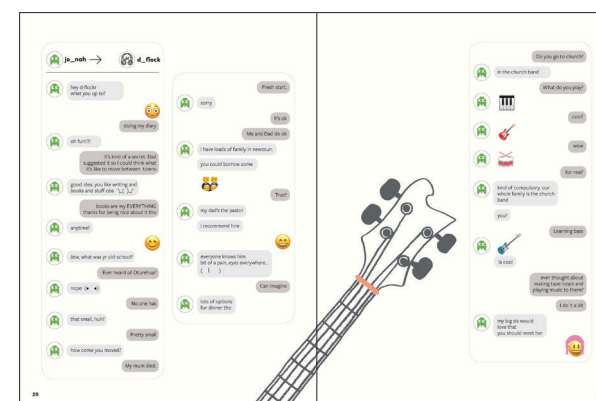 jo_nah → d_flock
hey d-flock!
what you up to?
doing my diary
oh fun!!!!
it's kind of a secret. Dad
suggested it so I could think what
it's like to move between towns
good idea. you like writing and
books and stuff obs
books are my EVERYTHING
thanks for being nice about it tho
anytime!
btw, what was yr old school?
Ever heard of Oturehua?
nope
No one has
that small, huh?
Pretty small
how come you moved?
My mum died.
20
Fresh start.
sorry
It's ok
Me and Dad do ok
I have loads of family in newtoun
you could borrow some
True!
my dad's the pastor
i recommend him
everyone knows him
bit of a pain, eyes everywhere...
Can imagine
lots of options
for dinner tho
Do you go to church?
in the church band
What do you play?
cool!
wow
for real?
kind of compulsory. our
whole family is the church
band
you?
Learning bass
is cool
ever thought about
making tape loops and
playing music to them?
I do it a bit
my big sis would
love that
you should meet her